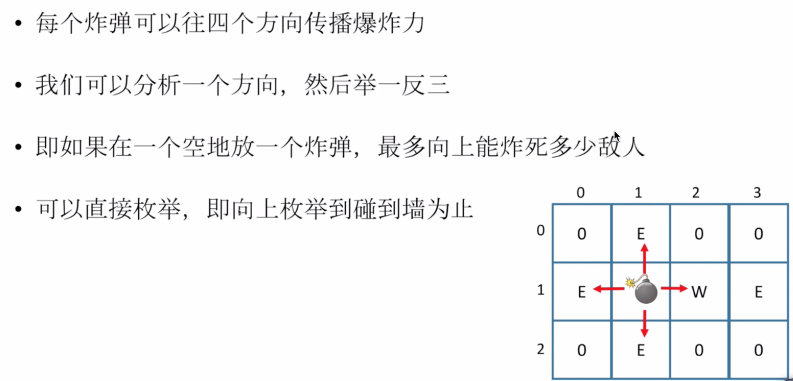 • 每个炸弹可以往四个方向传播爆炸力
• 我们可以分析一个方向，然后举一反三
• 即如果在一个空地放一个炸弹，最多向上能炸死多少敌人
• 可以直接枚举，即向上枚举到碰到墙为止
0 1 2 3
0 0 E 0 0
1 E W E
2 0 E 0 0